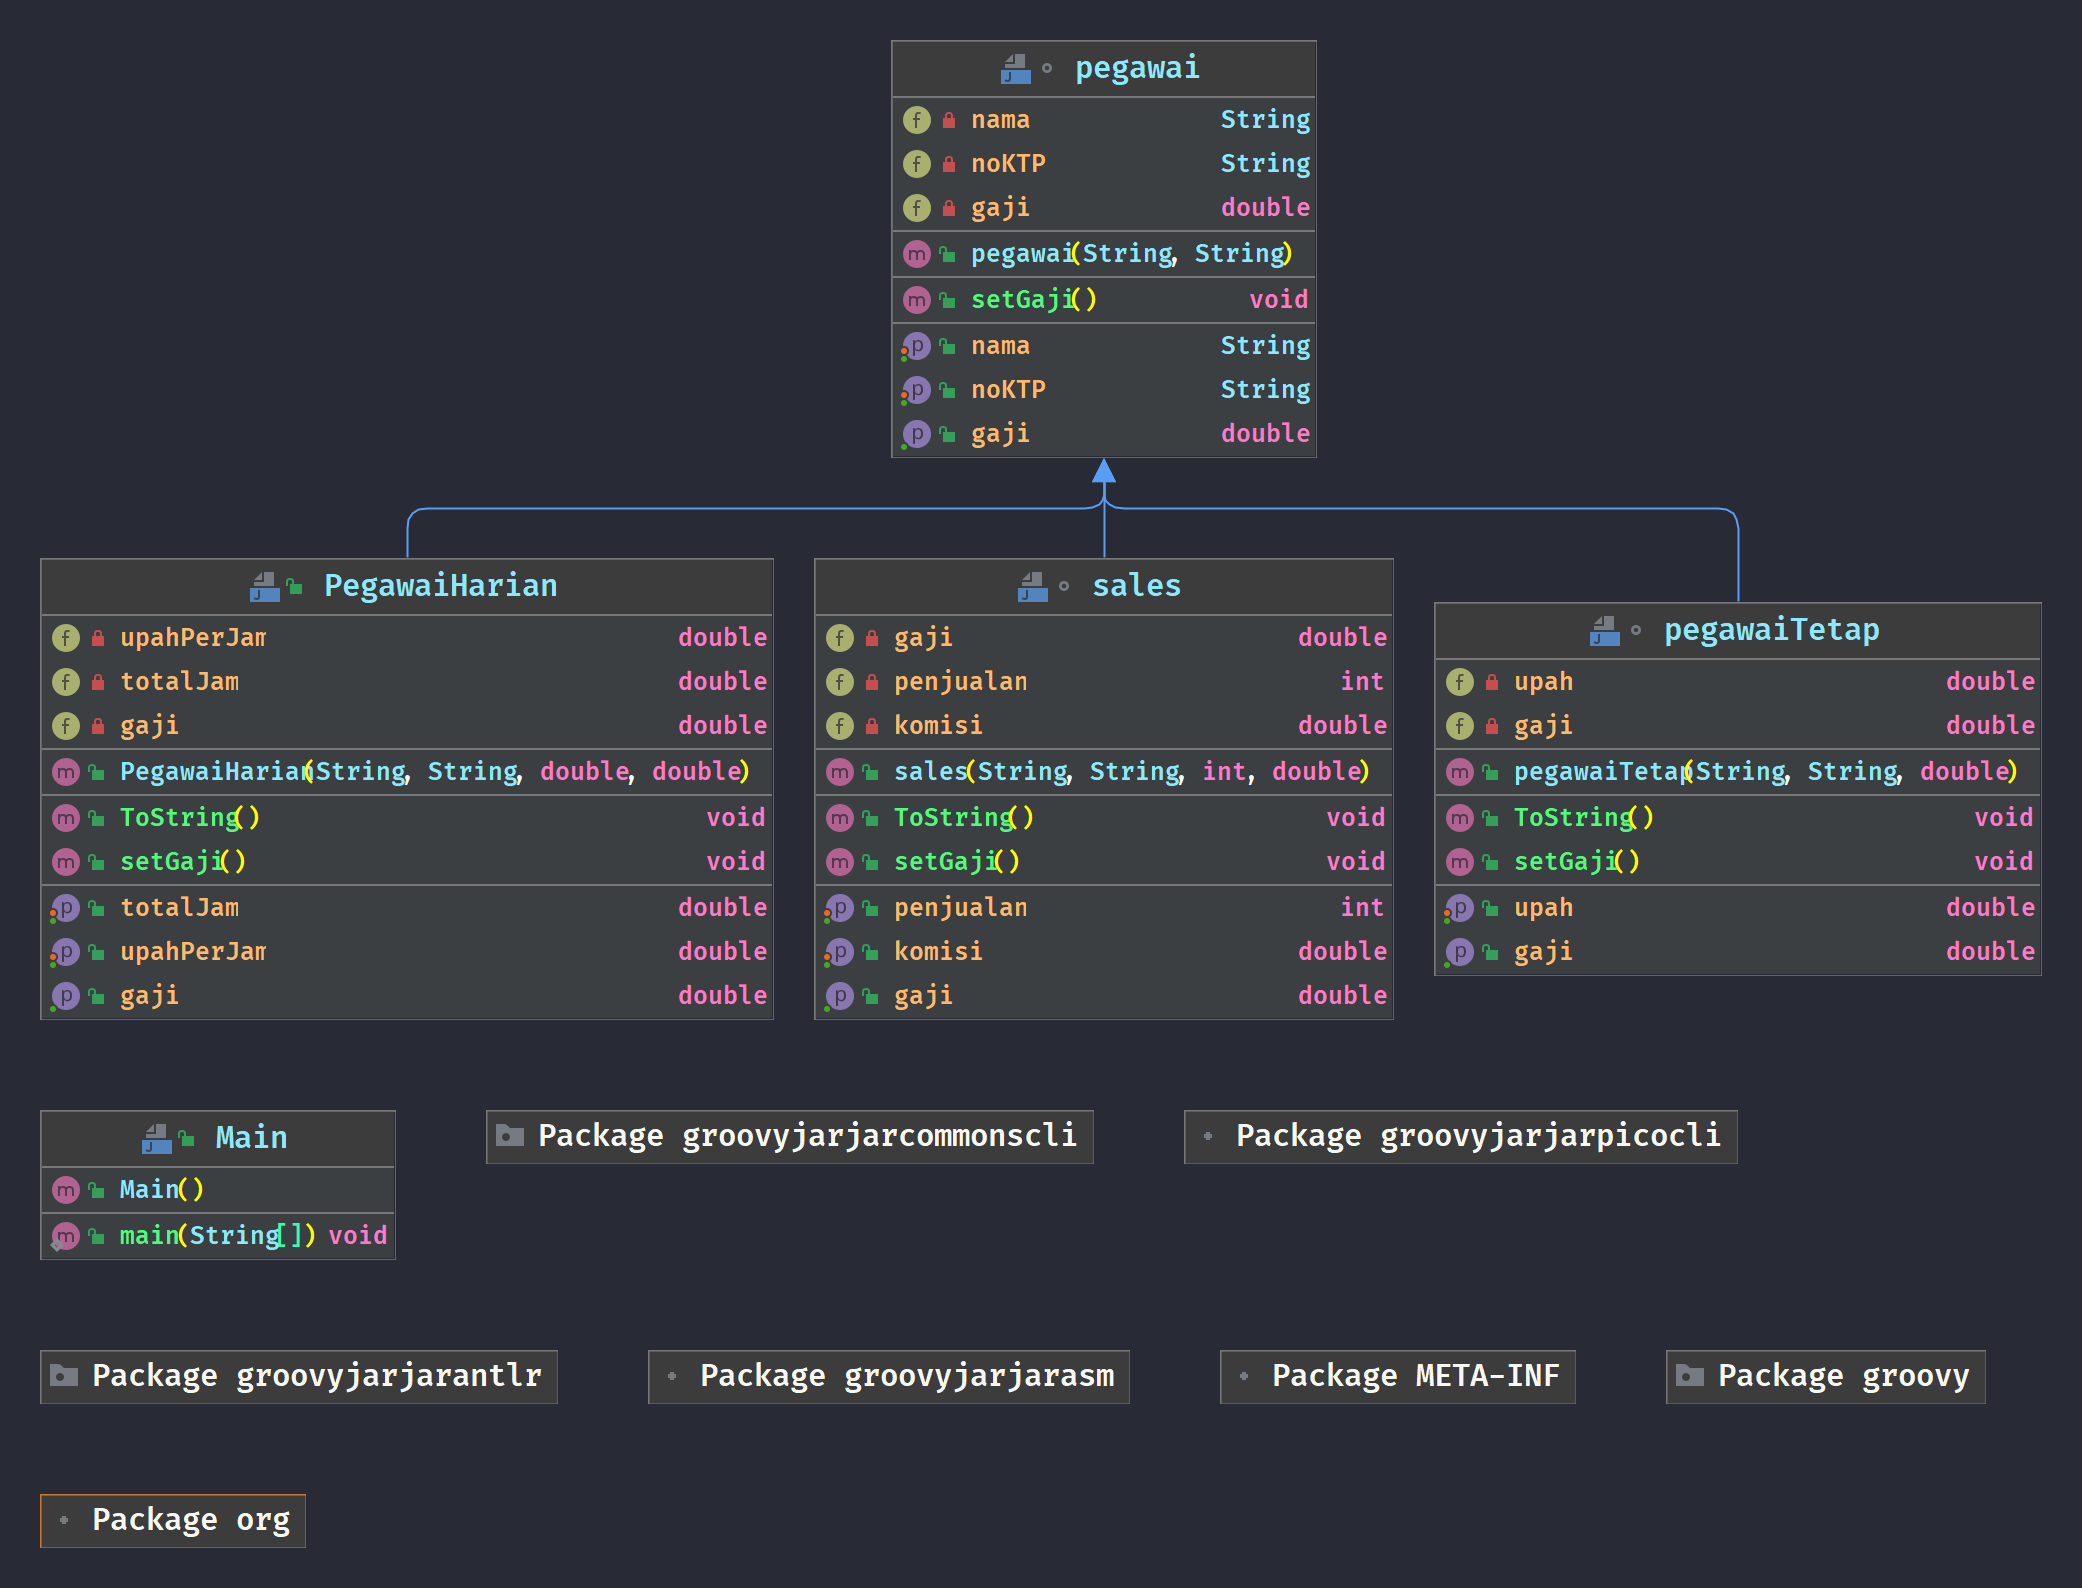 pegawai
nama String
noKTP String
gaji double
pegawai(String, String)
setGaji() void
nama String
noKTP String
gaji double
PegawaiHarian
upahPerJam double
totalJam double
gaji double
PegawaiHarian(String, String, double, double)
ToString() void
setGaji() void
totalJam double
upahPerJam double
gaji double
sales
gaji double
penjualan int
komisi double
sales(String, String, int, double)
ToString() void
setGaji() void
penjualan int
komisi double
gaji double
pegawaiTetap
upah double
gaji double
pegawaiTetap(String, String, double)
ToString() void
setGaji() void
upah double
gaji double
Main
Main()
main(String[]) void
Package groovyjarjarcommonscli
Package groovyjarjarpicocli
Package groovyjarjarantlr
Package groovyjarjarasm
Package META-INF
Package groovy
Package org